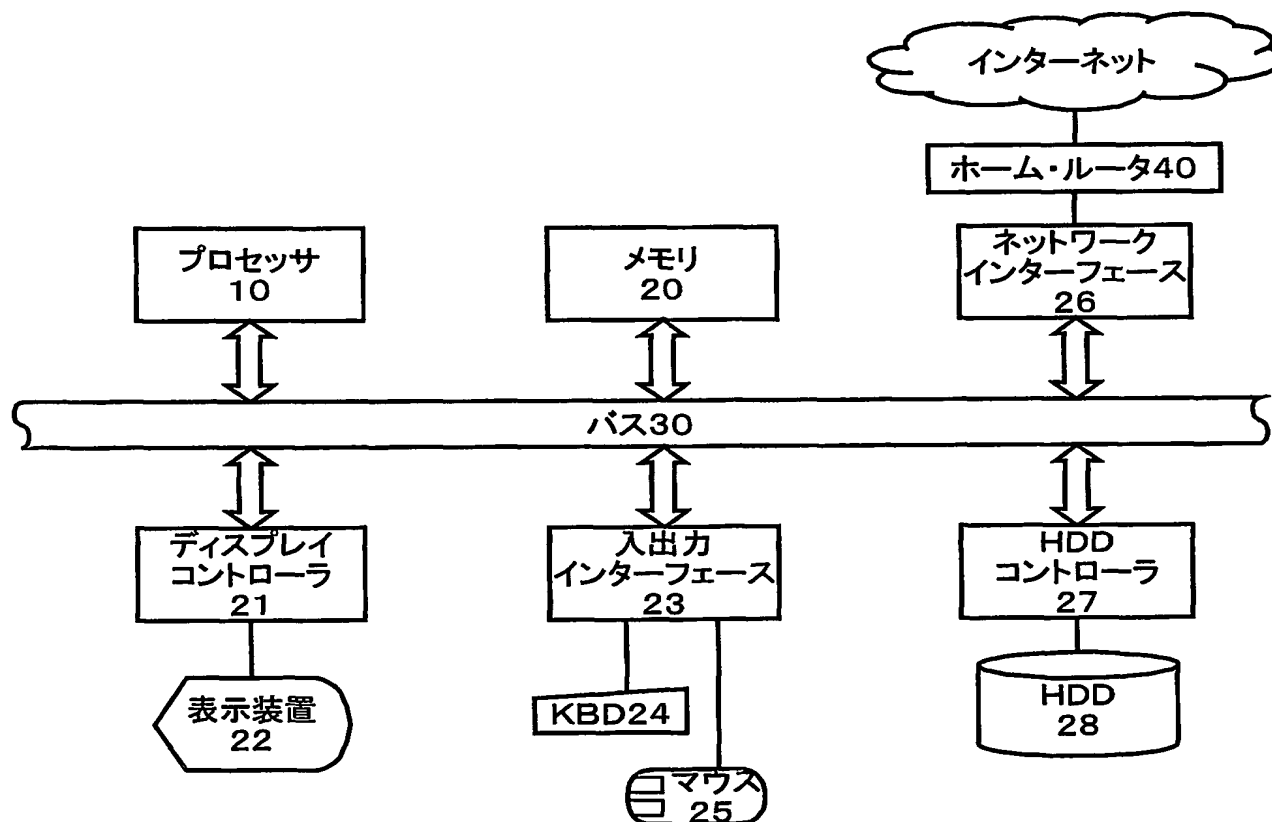 インターネット
ホーム・ルータ40
プロセッサ
10
メモリ
20
ネットワーク
インターフェース
26
バス30
ディスプレイ
コントローラ
21
入出力
インターフェース
23
HDD
コントローラ
27
表示装置
22
KBD24
マウス
25
HDD
28